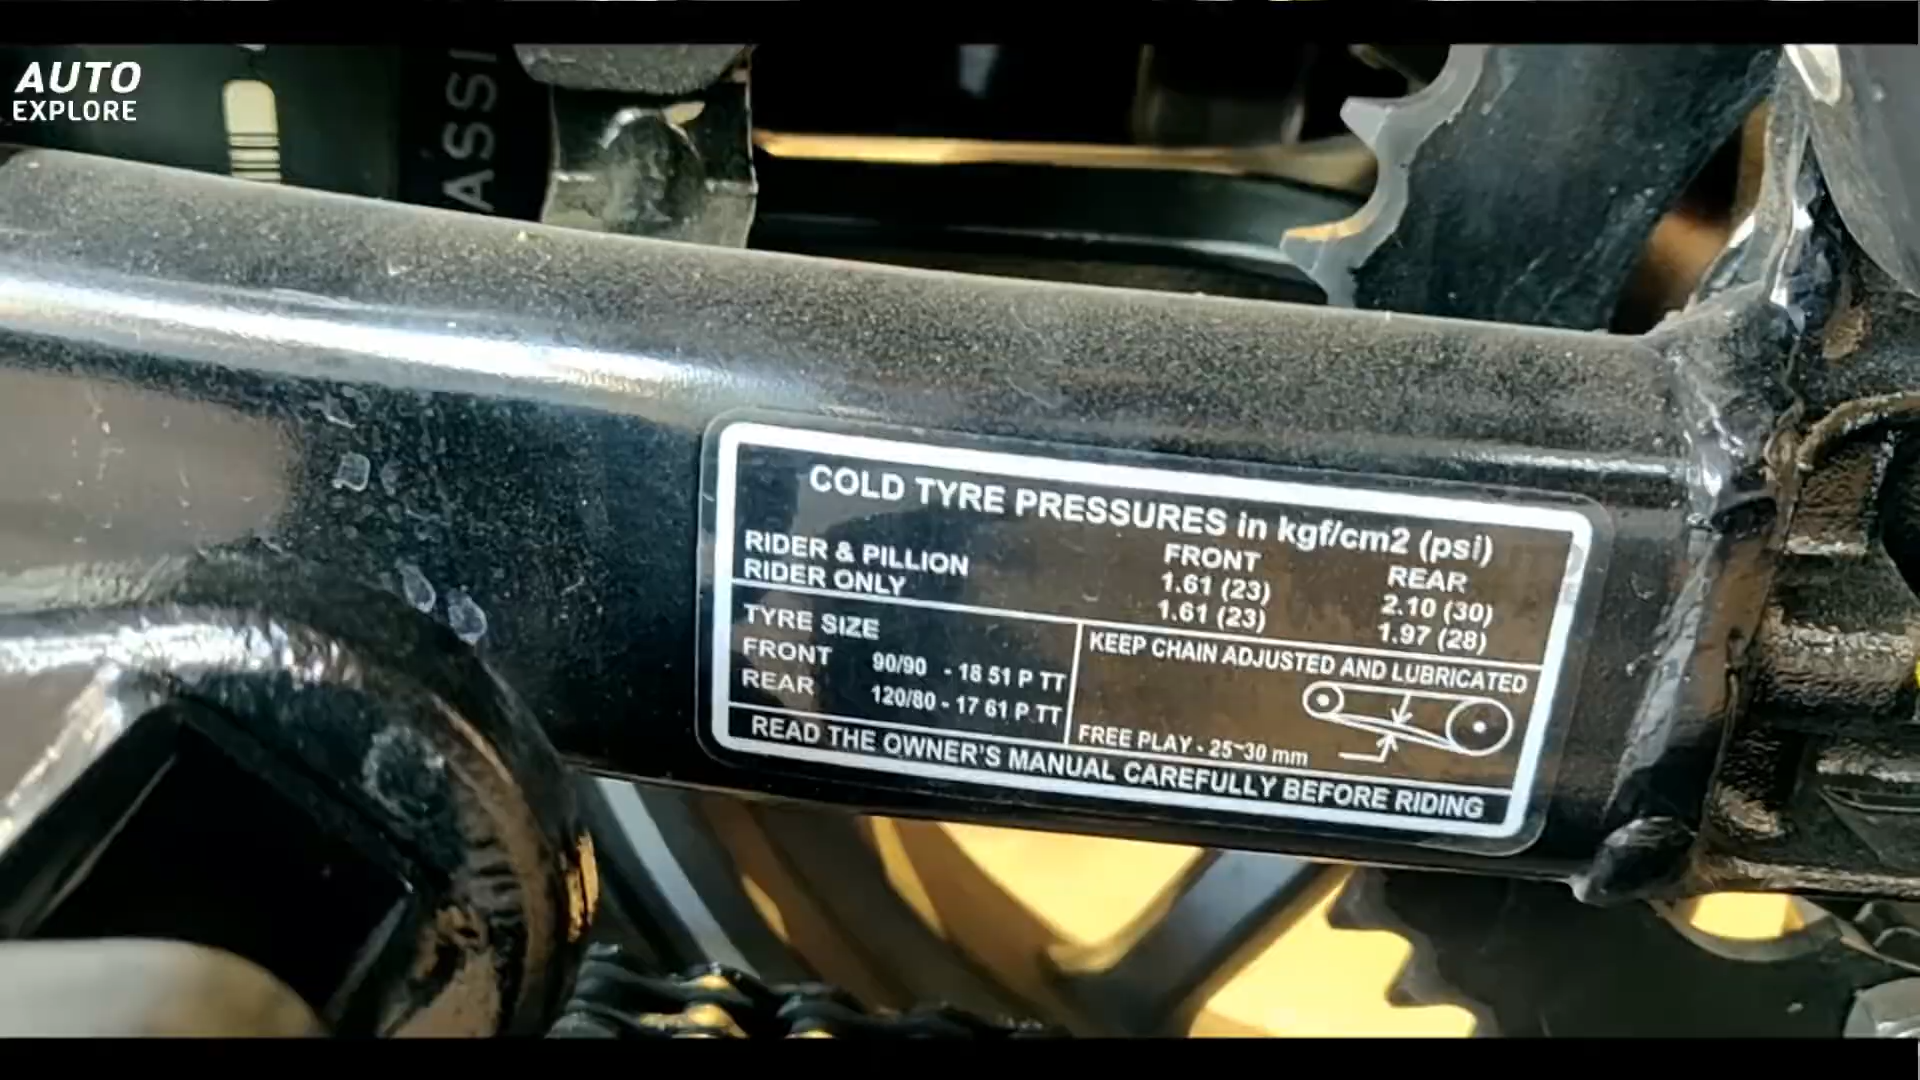 AUTO
EXPLORE
ASSI
COLD TYRE PRESSURES in kgf/cm2 (psi)
FRONT REAR
RIDER & PILLION 1.61 (23) 2.10 (30)
RIDER ONLY 1.61 (23) 1.97 (28)
TYRE SIZE
FRONT 90/90 - 18 51 P TT
REAR 120/80 - 17 61 P TT
KEEP CHAIN ADJUSTED AND LUBRICATED
FREE PLAY - 25~30 mm
READ THE OWNER'S MANUAL CAREFULLY BEFORE RIDING